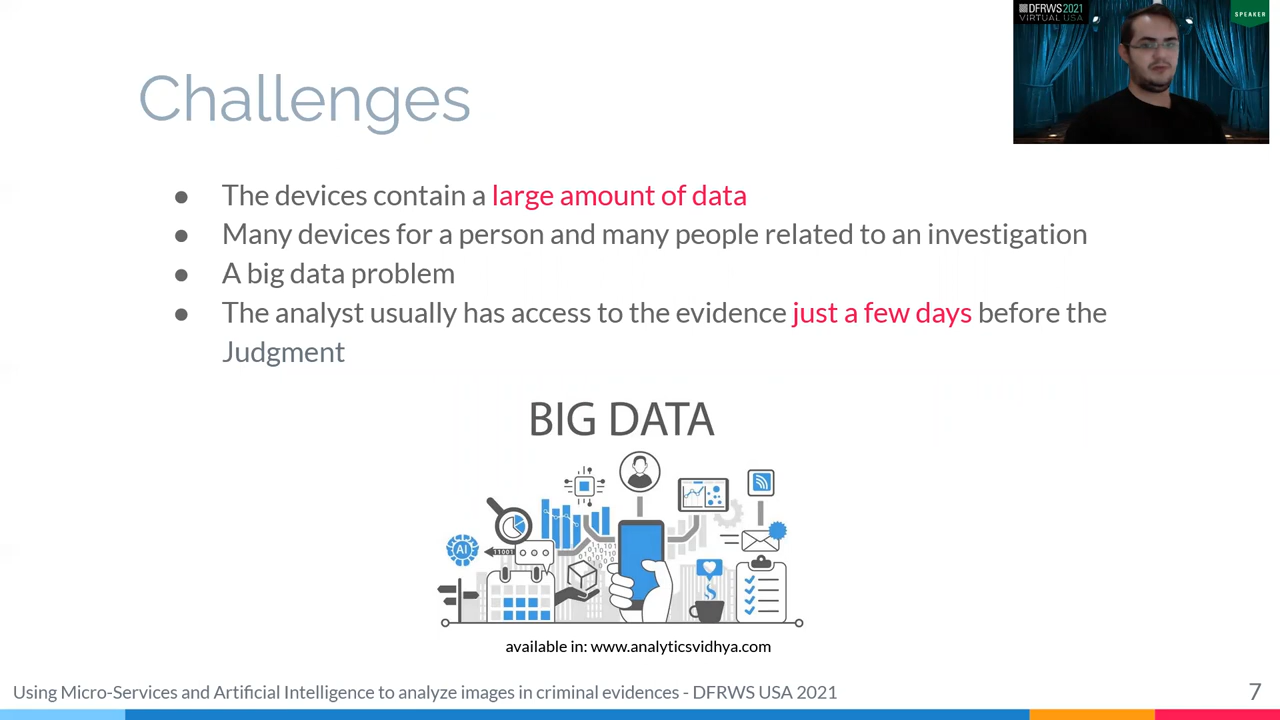 DFRWS2021
VIRTUAL USA
SPEAKER
Challenges
● The devices contain a large amount of data
● Many devices for a person and many people related to an investigation
● A big data problem
● The analyst usually has access to the evidence just a few days before the
Judgment
BIG DATA
AI
11001
available in: www.analyticsvidhya.com
Using Micro-Services and Artificial Intelligence to analyze images in criminal evidences - DFRWS USA 2021
7